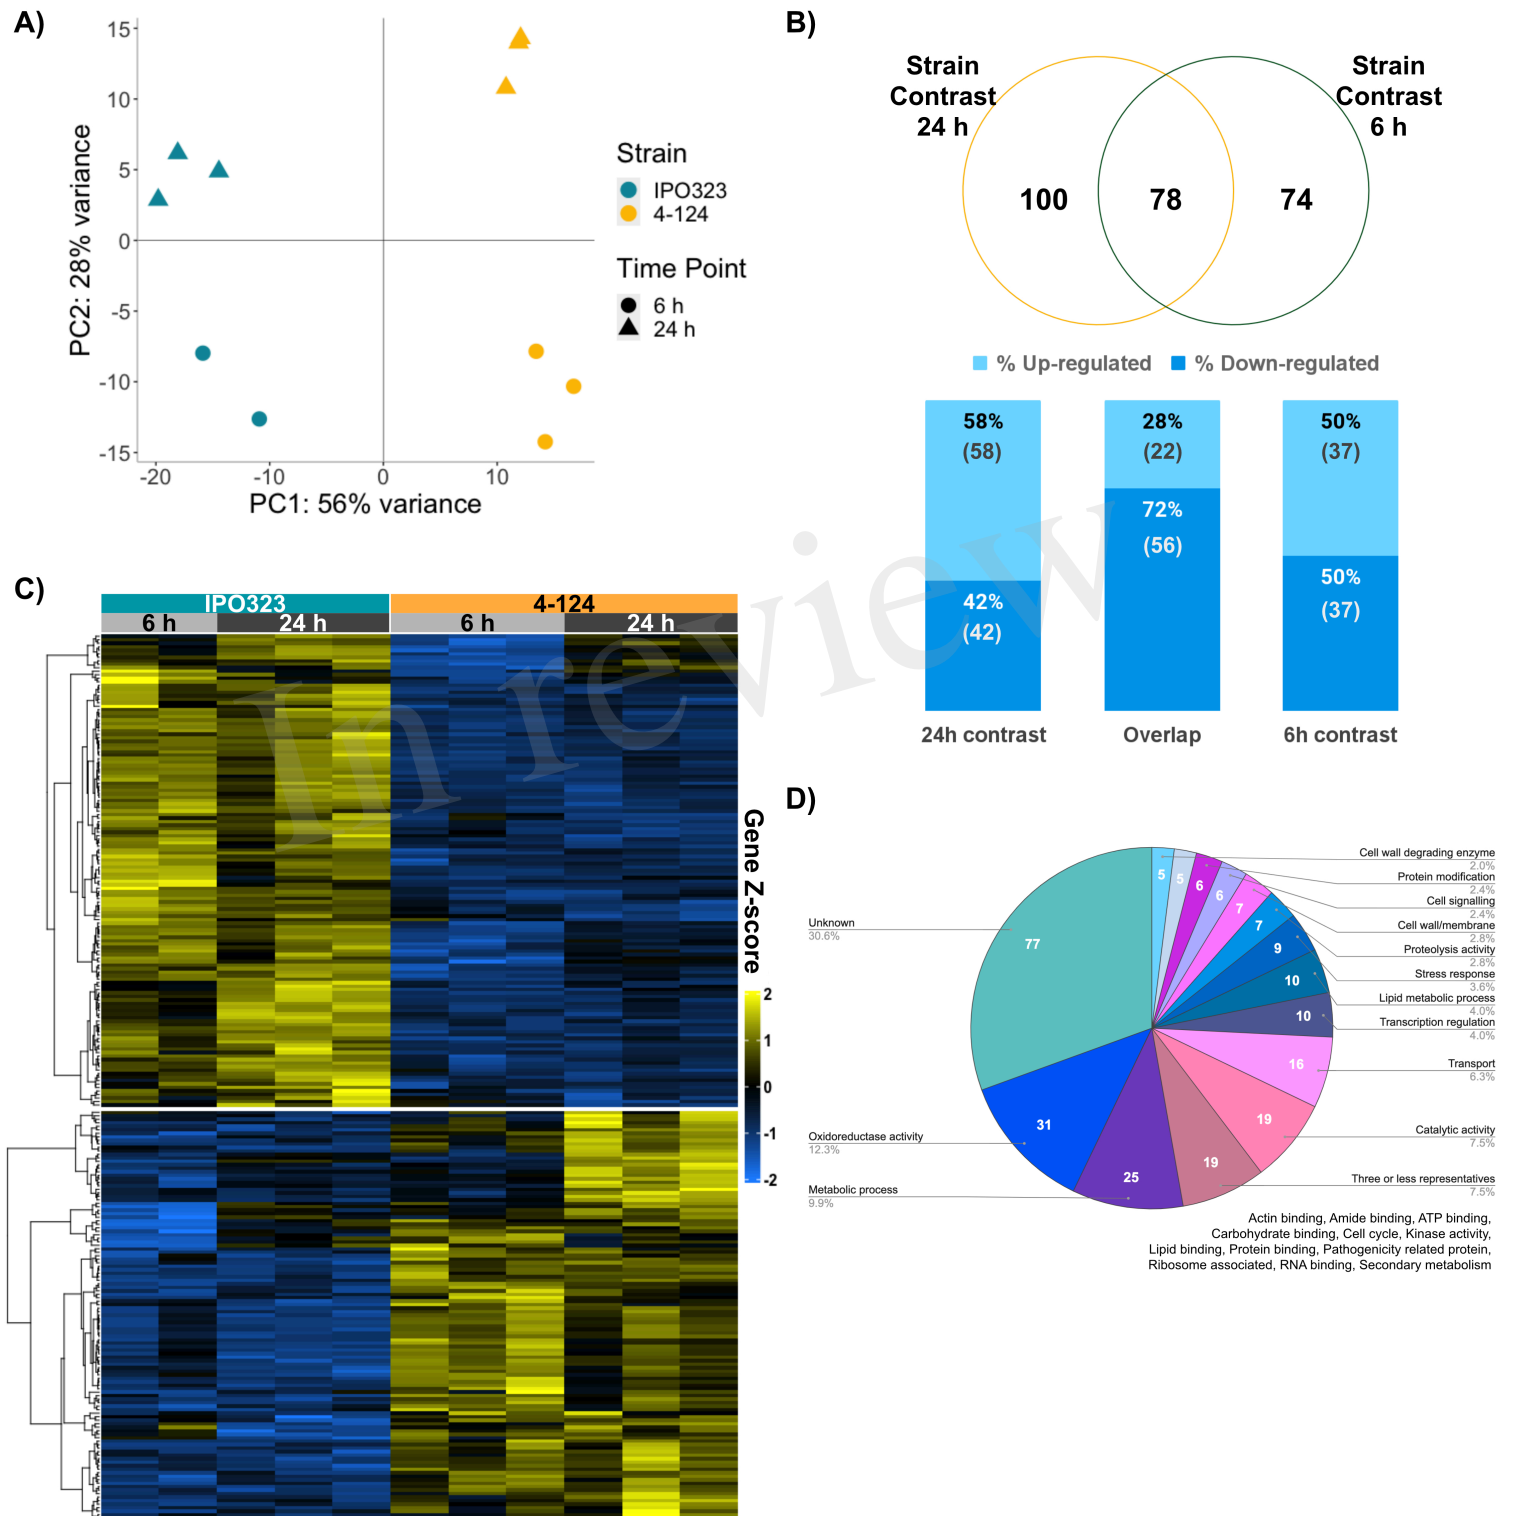 A)
15
10
5
0
-5
-10
-15
-20
-10
0
10
PC2: 28% variance
PC1: 56% variance
Strain
IPO323
4-124
Time Point
6 h
24 h
B)
Strain
Contrast
24 h
Strain
Contrast
6 h
100
78
74
% Up-regulated
% Down-regulated
58%
(58)
42%
(42)
28%
(22)
72%
(56)
50%
(37)
50%
(37)
24h contrast
Overlap
6h contrast
In review
C)
IPO323
4-124
6 h
24 h
6 h
24 h
Gene Z-score
2
1
0
-1
-2
D)
5
5
6
6
7
7
9
10
10
16
19
19
25
31
77
Cell wall degrading enzyme
2.0%
Protein modification
2.4%
Cell signalling
2.4%
Cell wall/membrane
2.8%
Proteolysis activity
2.8%
Stress response
3.6%
Lipid metabolic process
4.0%
Transcription regulation
4.0%
Transport
6.3%
Catalytic activity
7.5%
Three or less representatives
7.5%
Actin binding, Amide binding, ATP binding,
Carbohydrate binding, Cell cycle, Kinase activity,
Lipid binding, Protein binding, Pathogenicity related protein,
Ribosome associated, RNA binding, Secondary metabolism
Unknown
30.6%
Oxidoreductase activity
12.3%
Metabolic process
9.9%